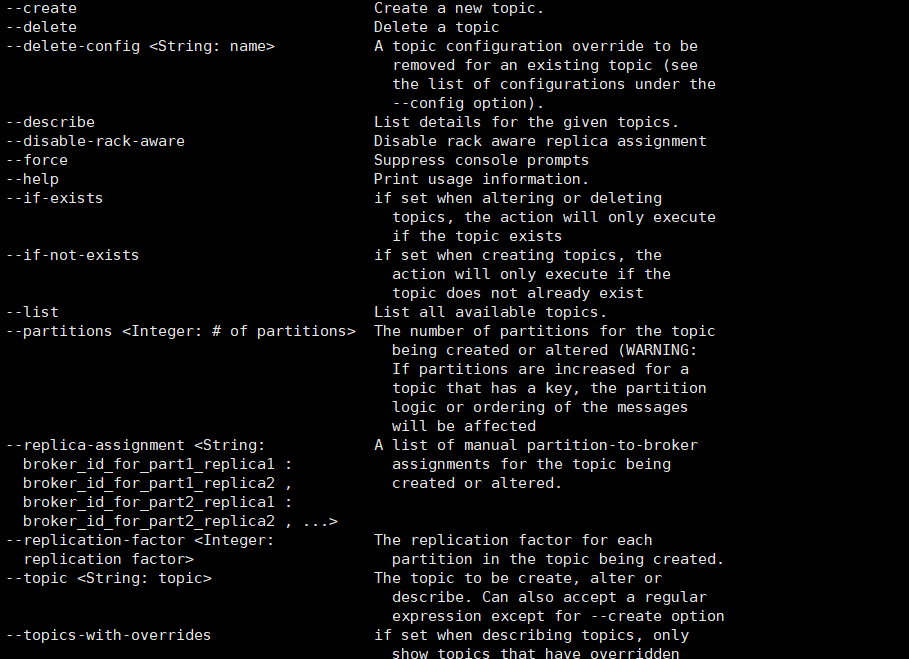 --create                                 Create a new topic.
--delete                                 Delete a topic
--delete-config <String: name>           A topic configuration override to be
                                           removed for an existing topic (see
                                           the list of configurations under the
                                           --config option).
--describe                               List details for the given topics.
--disable-rack-aware                     Disable rack aware replica assignment
--force                                  Suppress console prompts
--help                                   Print usage information.
--if-exists                              if set when altering or deleting
                                           topics, the action will only execute
                                           if the topic exists
--if-not-exists                          if set when creating topics, the
                                           action will only execute if the
                                           topic does not already exist
--list                                   List all available topics.
--partitions <Integer: # of partitions>  The number of partitions for the topic
                                           being created or altered (WARNING:
                                           If partitions are increased for a
                                           topic that has a key, the partition
                                           logic or ordering of the messages
                                           will be affected
--replica-assignment <String:            A list of manual partition-to-broker
  broker_id_for_part1_replica1 :           assignments for the topic being
  broker_id_for_part1_replica2 ,           created or altered.
  broker_id_for_part2_replica1 :
  broker_id_for_part2_replica2 , ...>
--replication-factor <Integer:           The replication factor for each
  replication factor>                      partition in the topic being created.
--topic <String: topic>                  The topic to be create, alter or
                                           describe. Can also accept a regular
                                           expression except for --create option
--topics-with-overrides                  if set when describing topics, only
                                           show topics that have overridden